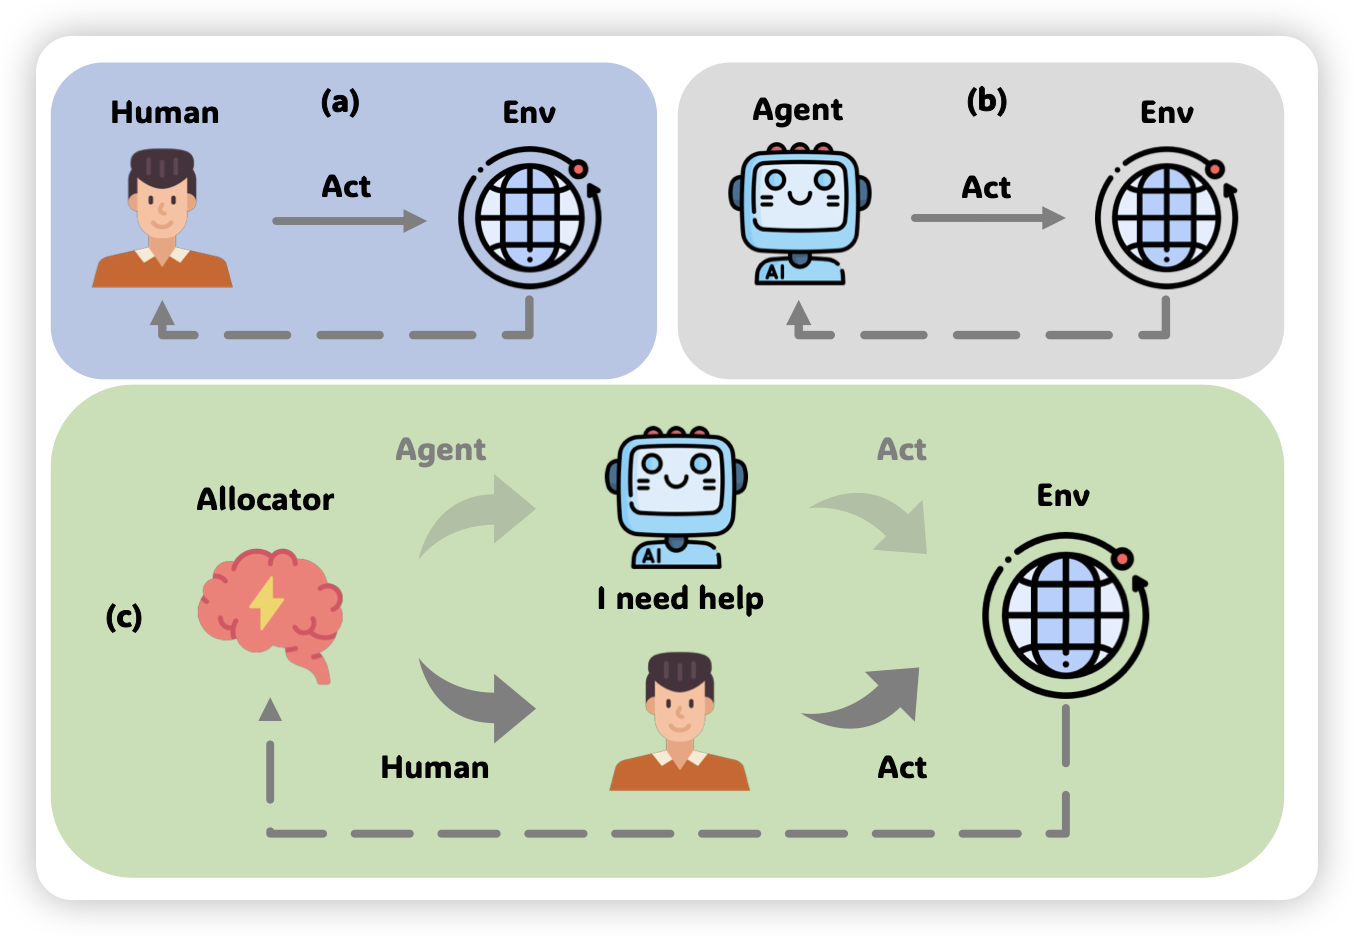 (a)
Human
Env
Act
(b)
Agent
Env
Act
AI
(c)
Allocator
Agent
Act
AI
I need help
Env
Human
Act